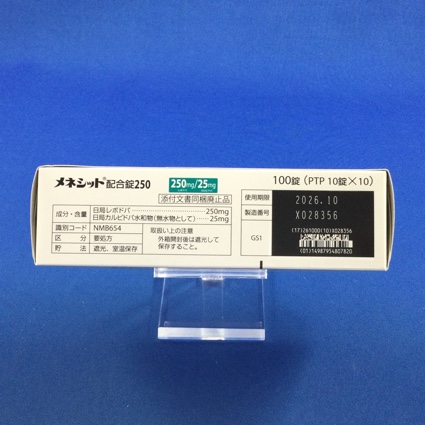 メネシット®配合錠250
250mg/25mg
100錠 (PTP 10錠×10)
添付文書同梱廃止品
成分・含量
日局レボドパ 250mg
日局カルビドパ水和物 (無水物として) 25mg
識別コード NMB654
区分 : 要処方
貯法 : 遮光、室温保存
取扱い上の注意
外箱開封後は遮光して
保存すること。
使用期限 2026.10
製造番号 X028356
G51
(17)261000(10)X028356
(01)14987954807820